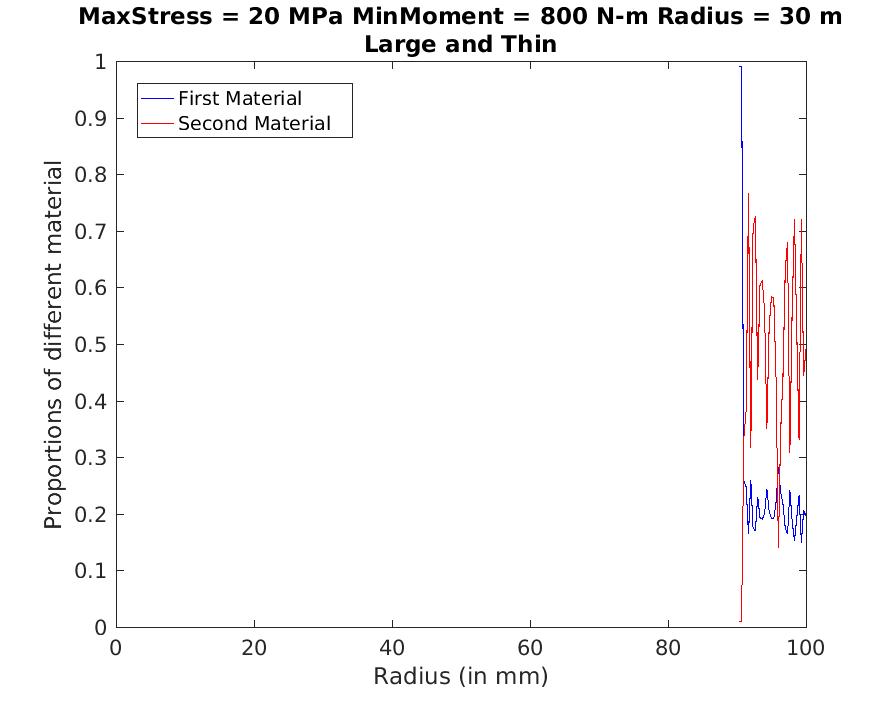 MaxStress = 20 MPa MinMoment = 800 N-m Radius = 30 m
Large and Thin
1
First Material
Second Material
0.9
0.8
0.7
0.6
0.5
0.4
0.3
0.2
0.1
0
Proportions of different material
0 20 40 60 80 100
Radius (in mm)